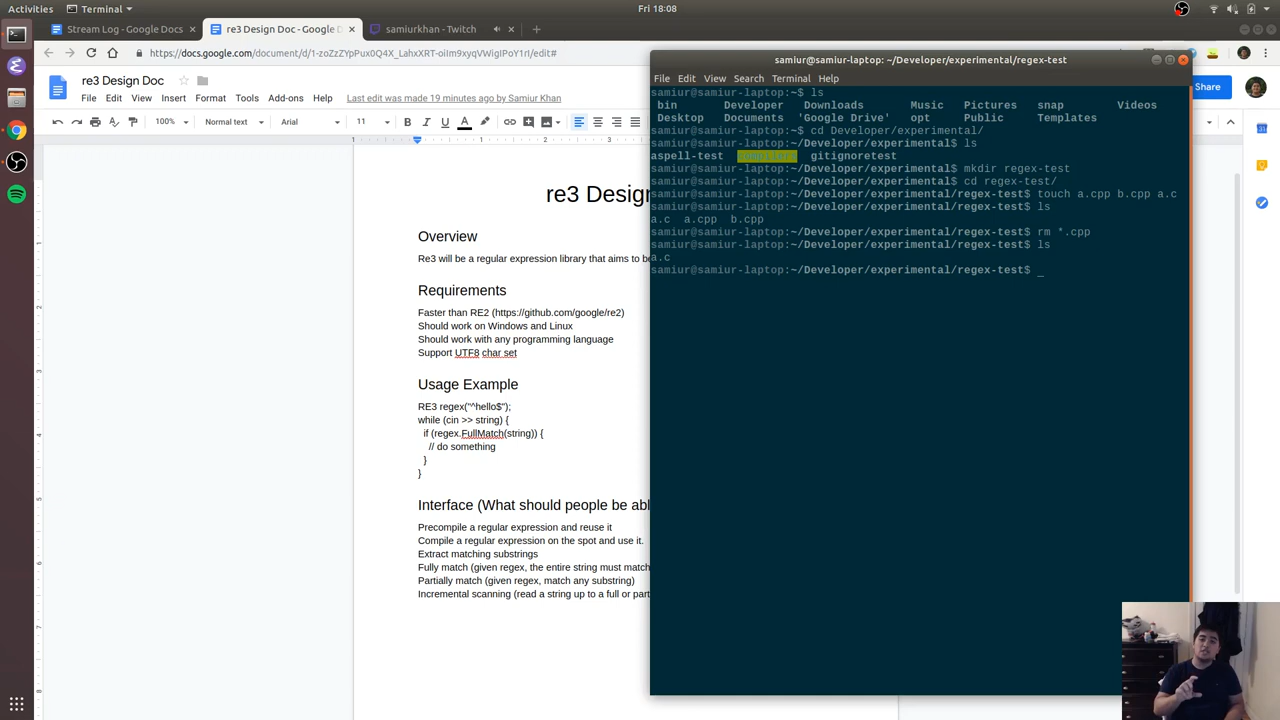 Activities Terminal Fri 18:08
Stream Log - Google Docs re3 Design Doc - Google D samiurkhan - Twitch
https://docs.google.com/document/d/1-zoZzZYpPux0Q4X_LahxXRT-oiIm9xyqVwigIPoY1rI/edit#
re3 Design Doc
File Edit View Insert Format Tools Add-ons Help Last edit was made 19 minutes ago by Samiur Khan
Share
100% Normal text Arial 11 B I U A
re3 Desig
Overview
Re3 will be a regular expression library that aims to b
Requirements
Faster than RE2 (https://github.com/google/re2)
Should work on Windows and Linux
Should work with any programming language
Support UTF8 char set
Usage Example
RE3 regex("^hello$");
while (cin >> string) {
if (regex.FullMatch(string)) {
// do something
}
}
Interface (What should people be abl
Precompile a regular expression and reuse it
Compile a regular expression on the spot and use it.
Extract matching substrings
Fully match (given regex, the entire string must match
Partially match (given regex, match any substring)
Incremental scanning (read a string up to a full or part
samiur@samiur-laptop: ~/Developer/experimental/regex-test
File Edit View Search Terminal Help
samiur@samiur-laptop:~$ ls
bin Developer Downloads Music Pictures snap Videos
Desktop Documents 'Google Drive' opt Public Templates
samiur@samiur-laptop:~$ cd Developer/experimental/
samiur@samiur-laptop:~/Developer/experimental$ ls
aspell-test gitignoretest
samiur@samiur-laptop:~/Developer/experimental$ mkdir regex-test
samiur@samiur-laptop:~/Developer/experimental$ cd regex-test/
samiur@samiur-laptop:~/Developer/experimental/regex-test$ touch a.cpp b.cpp a.c
samiur@samiur-laptop:~/Developer/experimental/regex-test$ ls
a.c a.cpp b.cpp
samiur@samiur-laptop:~/Developer/experimental/regex-test$ rm *.cpp
samiur@samiur-laptop:~/Developer/experimental/regex-test$ ls
a.c
samiur@samiur-laptop:~/Developer/experimental/regex-test$ _